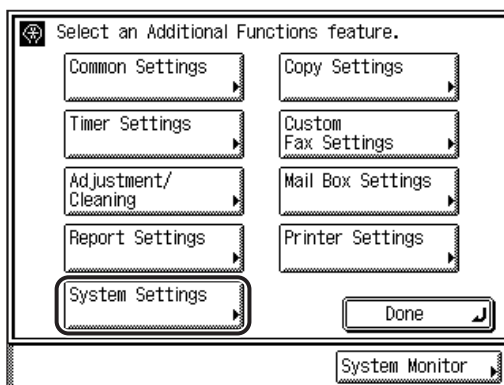 Select an Additional Functions feature.
Common Settings
Copy Settings
Timer Settings
Custom
Fax Settings
Adjustment/
Cleaning
Mail Box Settings
Report Settings
Printer Settings
System Settings
Done
System Monitor